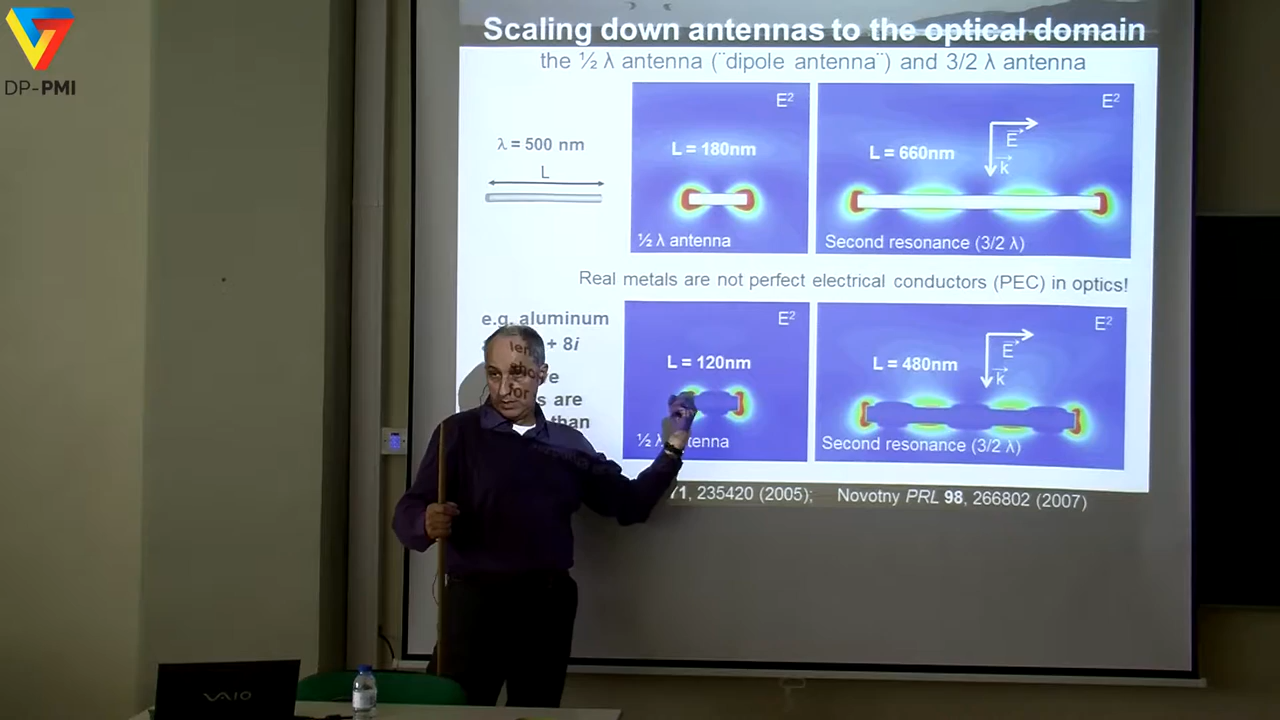 DP-PMI
Scaling down antennas to the optical domain
the ½ λ antenna (¨dipole antenna¨) and 3/2 λ antenna
λ = 500 nm
L
E²
L = 180nm
½ λ antenna
E²
L = 660nm
E
k
Second resonance (3/2 λ)
Real metals are not perfect electrical conductors (PEC) in optics!
e.g. aluminum
+ 8i
s are
than
E²
L = 120nm
½ λ tenna
E²
L = 480nm
E
k
Second resonance (3/2 λ)
71, 235420 (2005); Novotny PRL 98, 266802 (2007)
VAIO